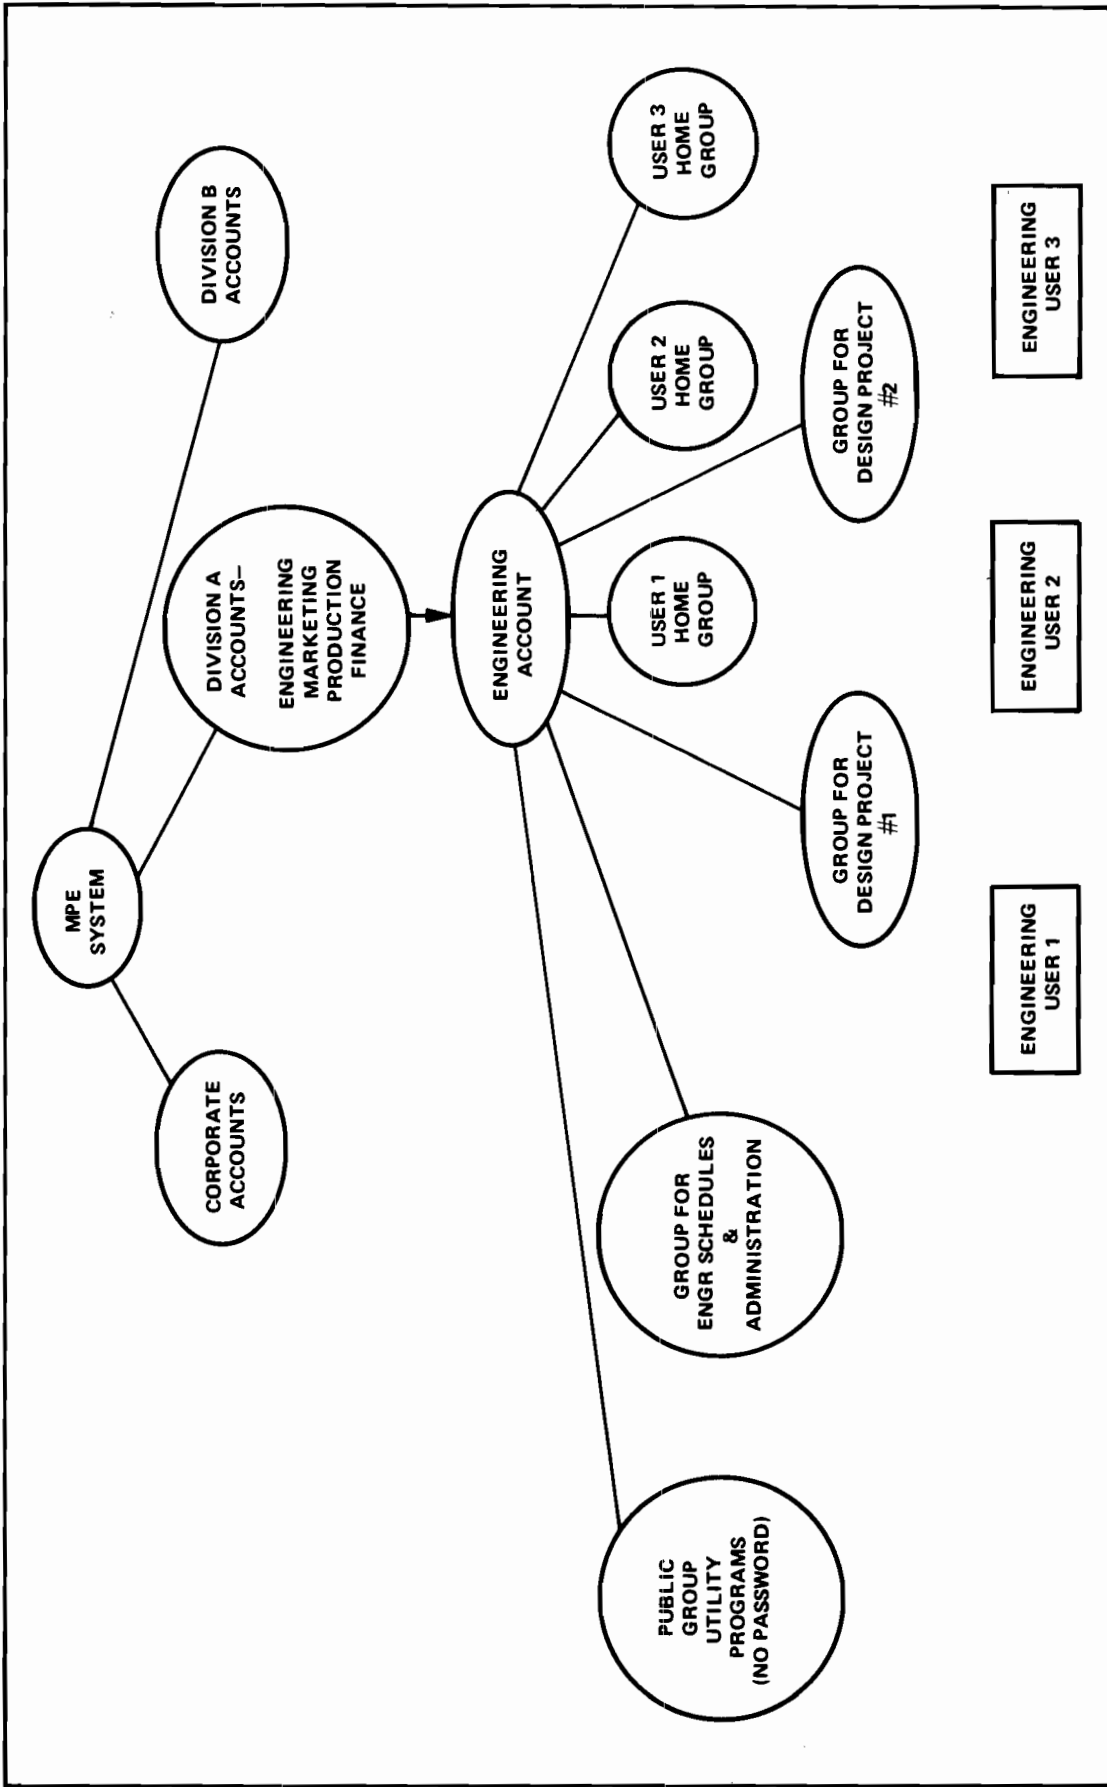 MPE
SYSTEM
CORPORATE
ACCOUNTS
DIVISION A
ACCOUNTS—
ENGINEERING
MARKETING
PRODUCTION
FINANCE
DIVISION B
ACCOUNTS
ENGINEERING
ACCOUNT
PUBLIC
GROUP
UTILITY
PROGRAMS
(NO PASSWORD)
GROUP FOR
ENGR SCHEDULES
&
ADMINISTRATION
GROUP FOR
DESIGN PROJECT
#1
USER 1
HOME
GROUP
GROUP FOR
DESIGN PROJECT
#2
USER 2
HOME
GROUP
USER 3
HOME
GROUP
ENGINEERING
USER 1
ENGINEERING
USER 2
ENGINEERING
USER 3